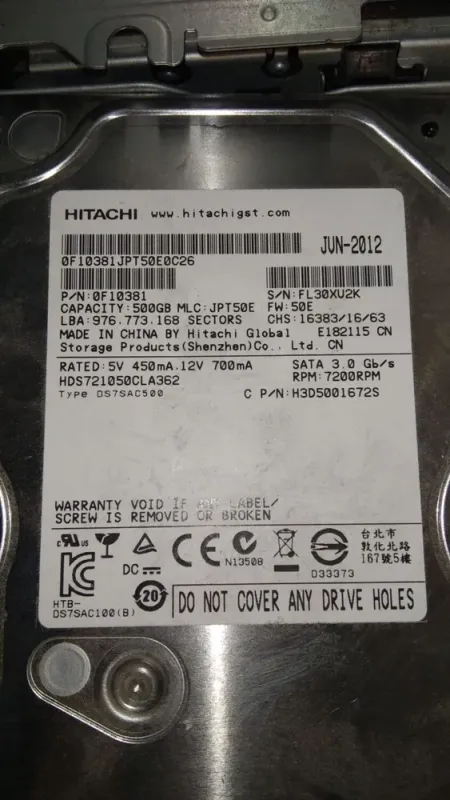 HITACHI www.hitachigst.com
JUN-2012
0F10381JPT50E0C26
P/N:0F10381 S/N:FL30XU2K
CAPACITY:500GB MLC:JPT50E FW:50E
LBA:976,773,168 SECTORS CHS:16383/16/63
MADE IN CHINA BY Hitachi Global E182115 CN
Storage Products(Shenzhen)Co., Ltd. CN
RATED:5V 450mA,12V 700mA SATA 3.0 Gb/s
HDS721050CLA362 RPM:7200RPM
Type DS7SAC500 C P/N:H3D5001672S
WARRANTY VOID IF ANY LABEL/
SCREW IS REMOVED OR BROKEN
c RU us
DC
CE
N13508
D33373
台北市
敦化北路
167號5樓
HTB-
DS7SAC100(B)
20
DO NOT COVER ANY DRIVE HOLES